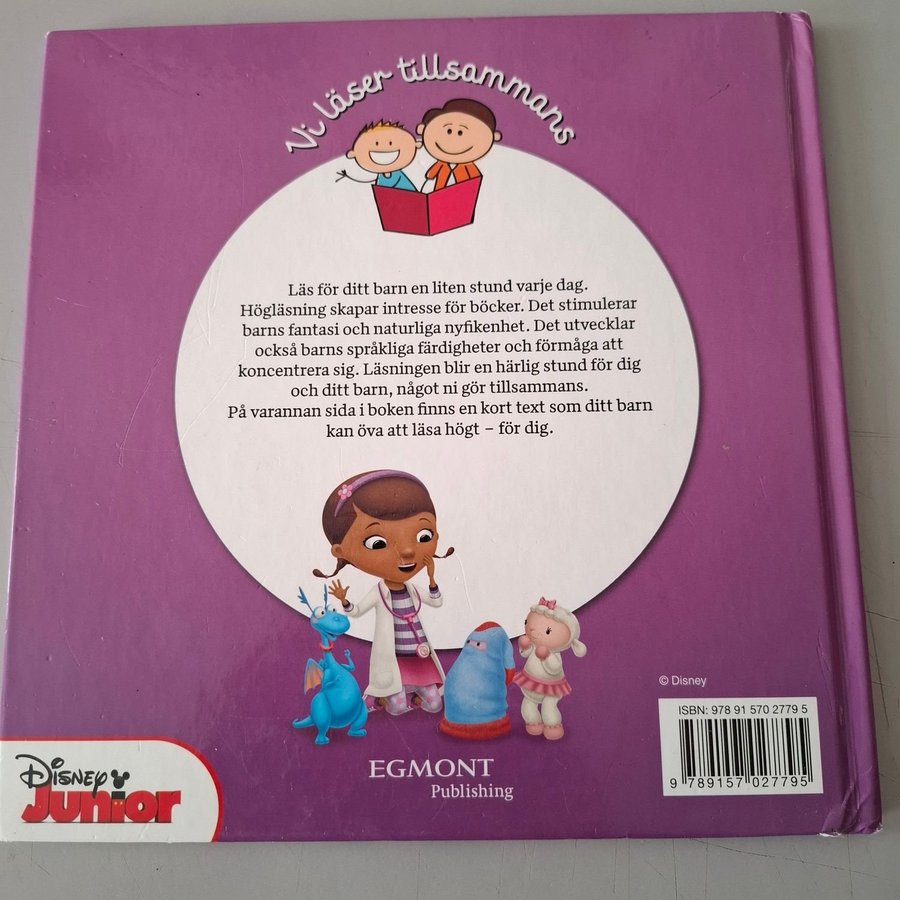 Vi läser tillsammans
Läs för ditt barn en liten stund varje dag.
Högläsning skapar intresse för böcker. Det stimulerar
barns fantasi och naturliga nyfikenhet. Det utvecklar
också barns språkliga färdigheter och förmåga att
koncentrera sig. Läsningen blir en härlig stund för dig
och ditt barn, något ni gör tillsammans.
På varannan sida i boken finns en kort text som ditt barn
kan öva att läsa högt – för dig.
© Disney
ISBN: 978 91 570 2779 5
9 789157 027795
EGMONT
Publishing
Disney
Junior